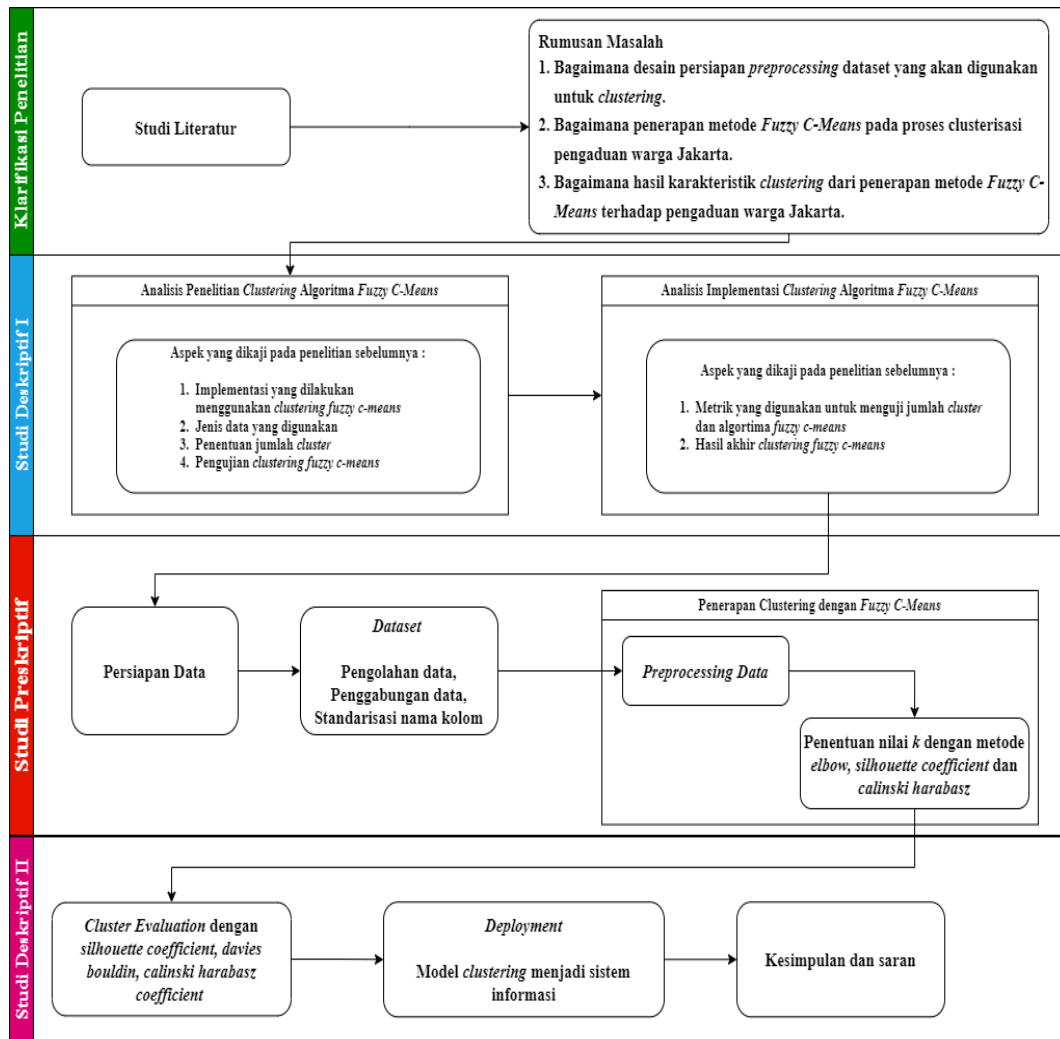 Klarifikasi Penelitian
Studi Literatur
Rumusan Masalah
1. Bagaimana desain persiapan preprocessing dataset yang akan digunakan
untuk clustering.
2. Bagaimana penerapan metode Fuzzy C-Means pada proses clusterisasi
pengaduan warga Jakarta.
3. Bagaimana hasil karakteristik clustering dari penerapan metode Fuzzy C-
Means terhadap pengaduan warga Jakarta.
Studi Deskriptif I
Analisis Penelitian Clustering Algoritma Fuzzy C-Means
Aspek yang dikaji pada penelitian sebelumnya :
1. Implementasi yang dilakukan
menggunakan clustering fuzzy c-means
2. Jenis data yang digunakan
3. Penentuan jumlah cluster
4. Pengujian clustering fuzzy c-means
Analisis Implementasi Clustering Algoritma Fuzzy C-Means
Aspek yang dikaji pada penelitian sebelumnya :
1. Metrik yang digunakan untuk menguji jumlah cluster
dan algortima fuzzy c-means
2. Hasil akhir clustering fuzzy c-means
Studi Preskriptif
Persiapan Data
Dataset
Pengolahan data,
Penggabungan data,
Standarisasi nama kolom
Penerapan Clustering dengan Fuzzy C-Means
Preprocessing Data
Penentuan nilai k dengan metode
elbow, silhouette coefficient dan
calinski harabasz
Studi Deskriptif II
Cluster Evaluation dengan
silhouette coefficient, davies
bouldin, calinski harabasz
coefficient
Deployment
Model clustering menjadi sistem
informasi
Kesimpulan dan saran